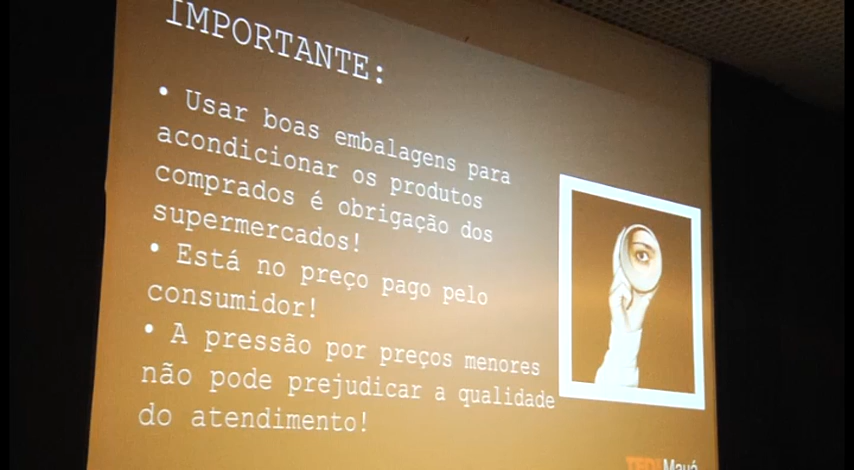 IMPORTANTE:
• Usar boas embalagens para
acondicionar os produtos
comprados é obrigação dos
supermercados!
• Está no preço pago pelo
consumidor!
• A pressão por preços menores
não pode prejudicar a qualidade
do atendimento!
TEDxMauá